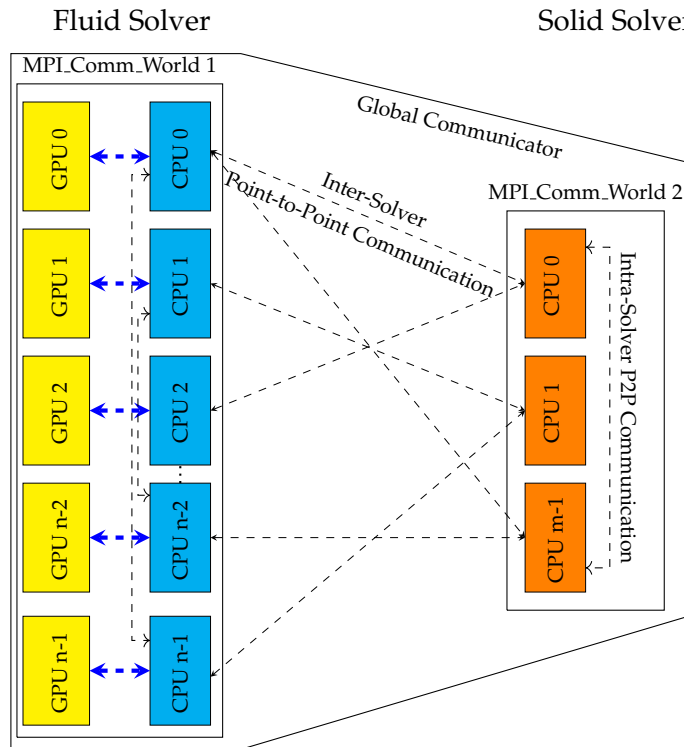 Fluid Solver
Solid Solver
MPI_Comm_World 1
Global Communicator
GPU 0
CPU 0
Inter-Solver
Point-to-Point Communication
MPI_Comm_World 2
GPU 1
CPU 1
CPU 0
Intra-Solver P2P Communication
GPU 2
CPU 2
CPU 1
GPU n-2
CPU n-2
CPU m-1
GPU n-1
CPU n-1